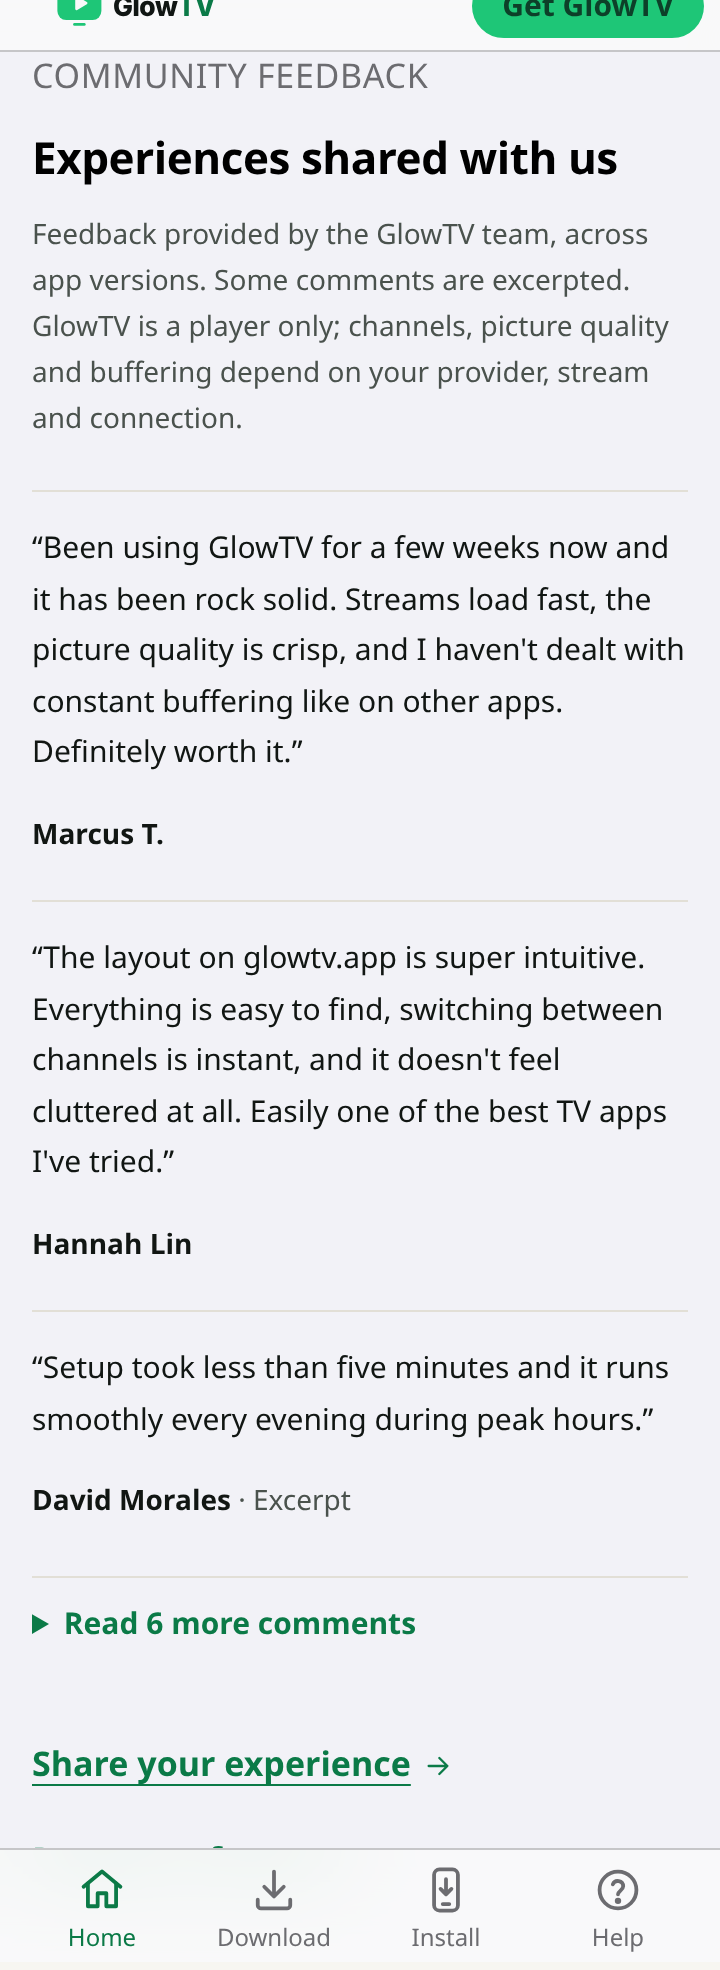 GlowTV
Get GlowTV
COMMUNITY FEEDBACK
Experiences shared with us
Feedback provided by the GlowTV team, across
app versions. Some comments are excerpted.
GlowTV is a player only; channels, picture quality
and buffering depend on your provider, stream
and connection.
“Been using GlowTV for a few weeks now and
it has been rock solid. Streams load fast, the
picture quality is crisp, and I haven't dealt with
constant buffering like on other apps.
Definitely worth it.”
Marcus T.
“The layout on glowtv.app is super intuitive.
Everything is easy to find, switching between
channels is instant, and it doesn't feel
cluttered at all. Easily one of the best TV apps
I've tried.”
Hannah Lin
“Setup took less than five minutes and it runs
smoothly every evening during peak hours.”
David Morales · Excerpt
Read 6 more comments
Share your experience →
Home
Download
Install
Help